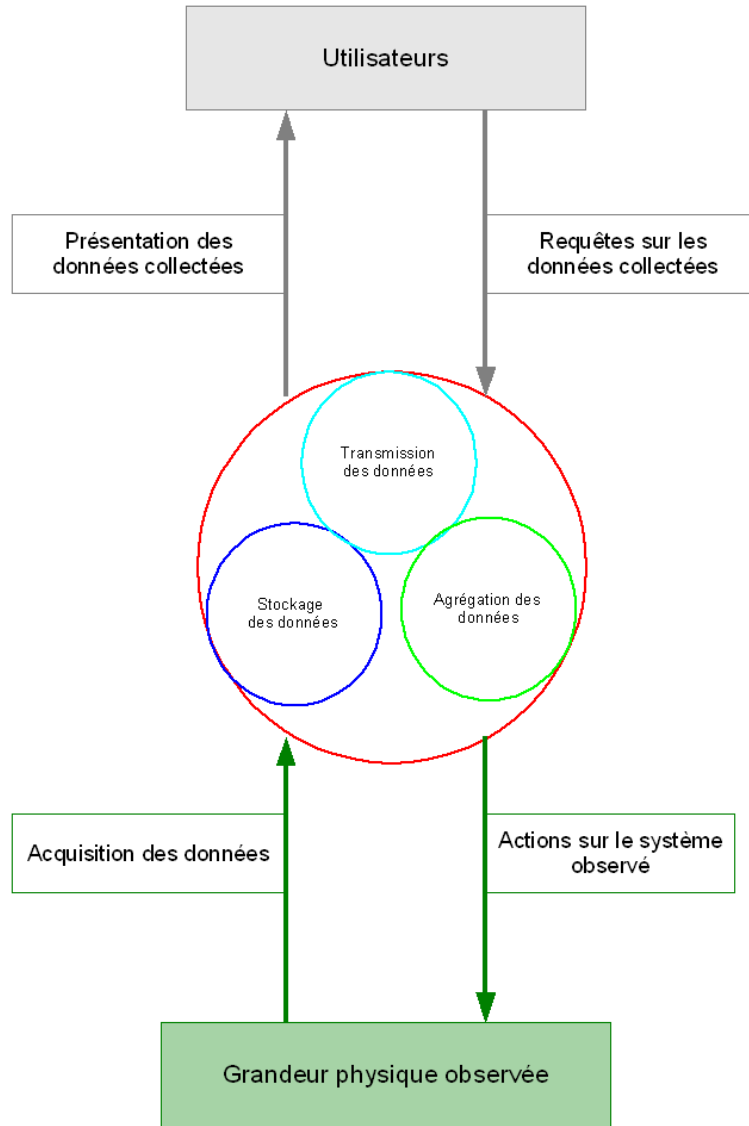 Utilisateurs
Présentation des
données collectées
Requêtes sur les
données collectées
Transmission
des données
Stockage
des données
Agrégation des
données
Acquisition des données
Actions sur le système
observé
Grandeur physique observée